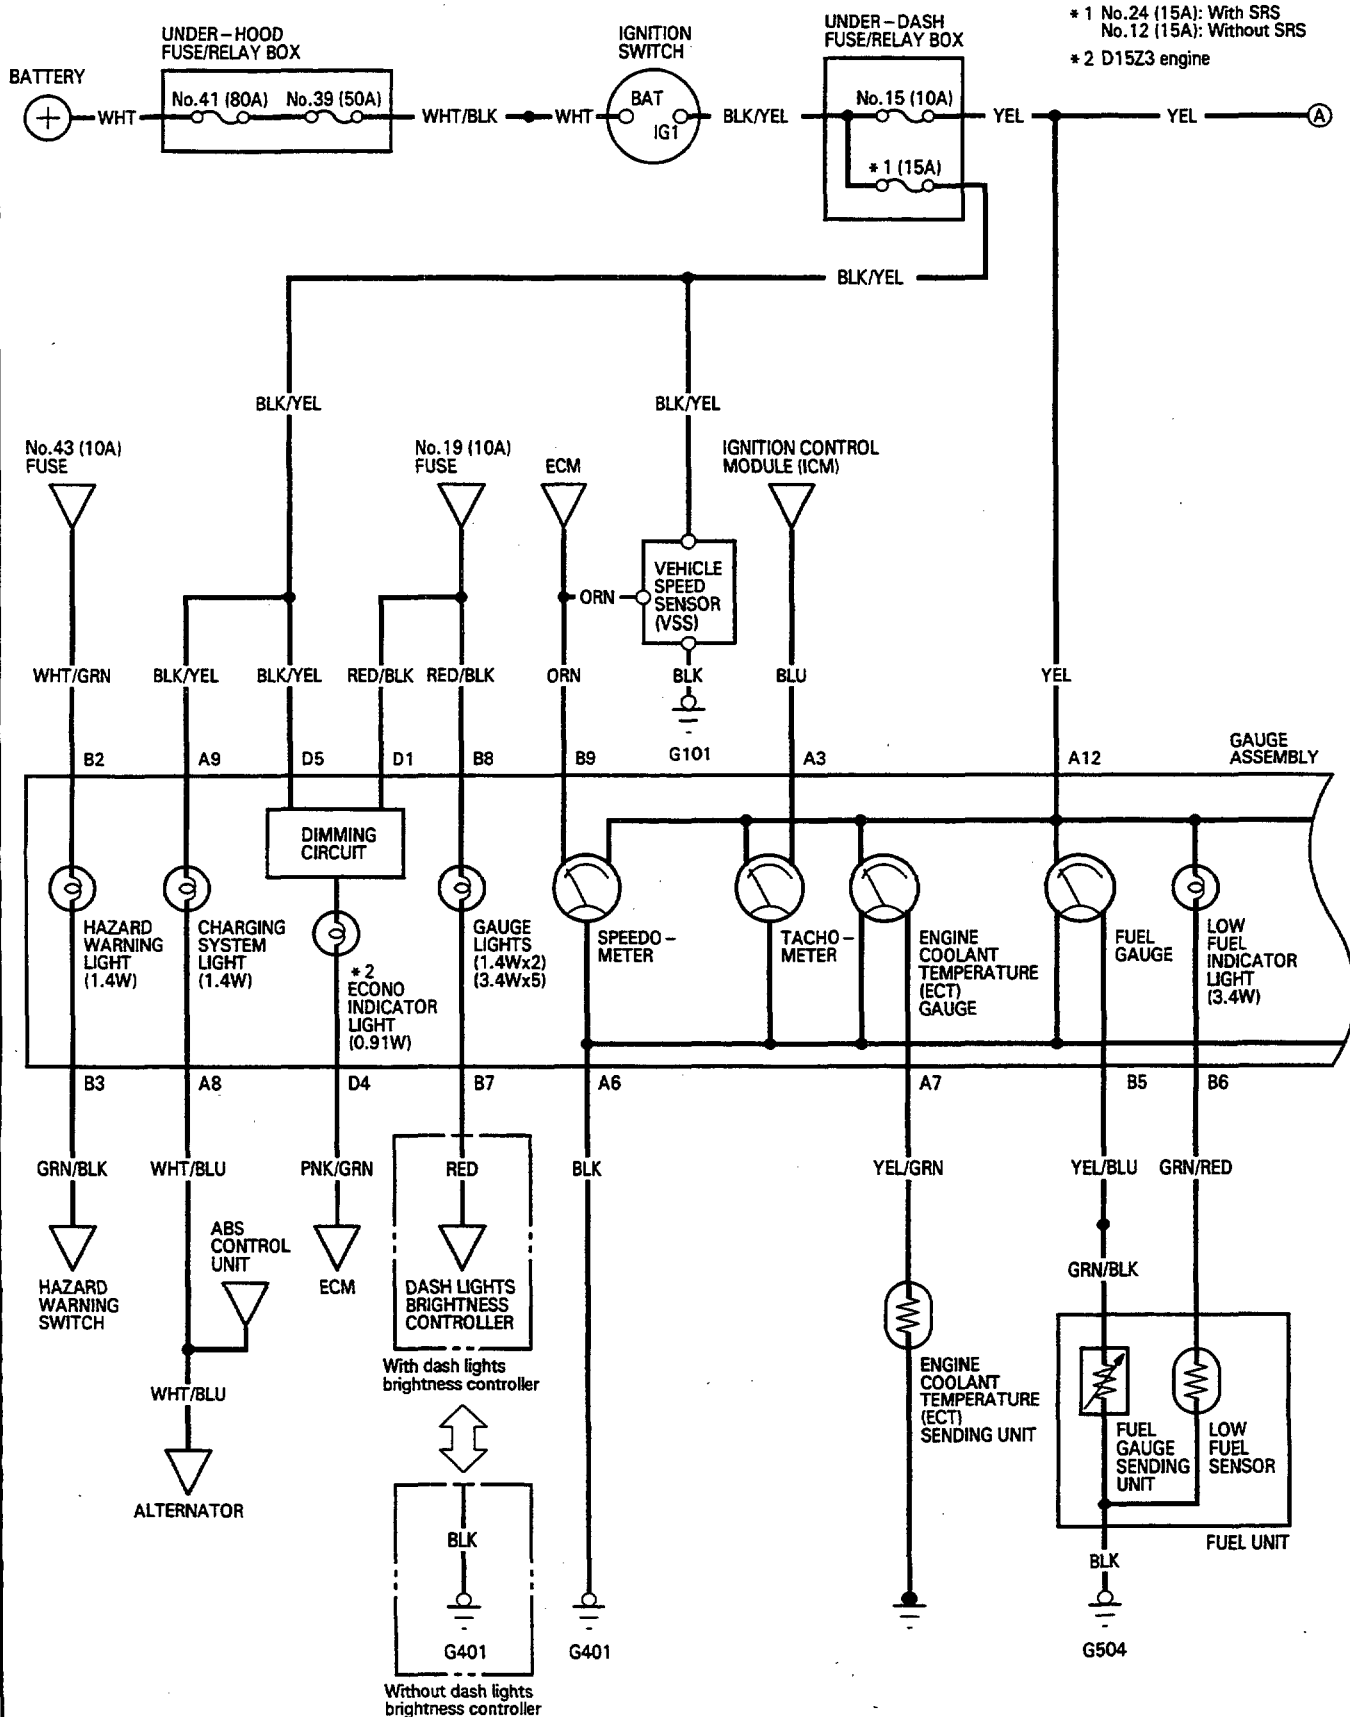 * 1 No.24 (15A): With SRS
No.12 (15A): Without SRS
* 2 D15Z3 engine
UNDER-HOOD
FUSE/RELAY BOX
IGNITION
SWITCH
UNDER-DASH
FUSE/RELAY BOX
BATTERY
+
WHT
No.41 (80A)
No.39 (50A)
WHT/BLK
WHT
BAT
IG1
BLK/YEL
No.15 (10A)
YEL
YEL
A
* 1 (15A)
BLK/YEL
BLK/YEL
BLK/YEL
No.43 (10A)
FUSE
No.19 (10A)
FUSE
ECM
IGNITION CONTROL
MODULE (ICM)
ORN
VEHICLE
SPEED
SENSOR
(VSS)
WHT/GRN
BLK/YEL
BLK/YEL
RED/BLK
RED/BLK
ORN
BLK
BLU
YEL
G101
B2
A9
D5
D1
B8
B9
A3
A12
GAUGE
ASSEMBLY
DIMMING
CIRCUIT
HAZARD
WARNING
LIGHT
(1.4W)
CHARGING
SYSTEM
LIGHT
(1.4W)
* 2
ECONO
INDICATOR
LIGHT
(0.91W)
GAUGE
LIGHTS
(1.4Wx2)
(3.4Wx5)
SPEEDO-
METER
TACHO-
METER
ENGINE
COOLANT
TEMPERATURE
(ECT)
GAUGE
FUEL
GAUGE
LOW
FUEL
INDICATOR
LIGHT
(3.4W)
B3
A8
D4
B7
A6
A7
B5
B6
GRN/BLK
WHT/BLU
PNK/GRN
RED
BLK
YEL/GRN
YEL/BLU
GRN/RED
HAZARD
WARNING
SWITCH
ABS
CONTROL
UNIT
ECM
DASH LIGHTS
BRIGHTNESS
CONTROLLER
GRN/BLK
With dash lights
brightness controller
WHT/BLU
ALTERNATOR
ENGINE
COOLANT
TEMPERATURE
(ECT)
SENDING UNIT
FUEL
GAUGE
SENDING
UNIT
LOW
FUEL
SENSOR
FUEL UNIT
BLK
BLK
G401
G401
G504
Without dash lights
brightness controller